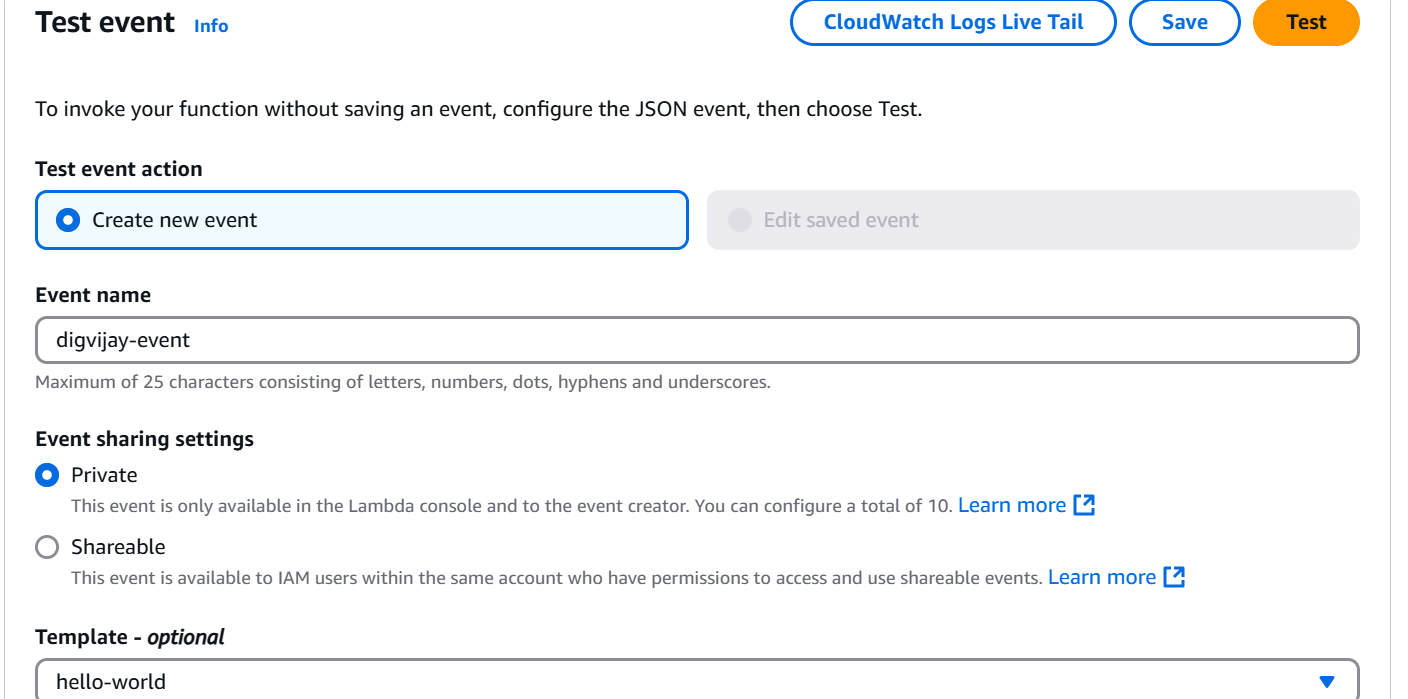 Test event Info CloudWatch Logs Live Tail Save Test
To invoke your function without saving an event, configure the JSON event, then choose Test.
Test event action
Create new event Edit saved event
Event name
digvijay-event
Maximum of 25 characters consisting of letters, numbers, dots, hyphens and underscores.
Event sharing settings
Private
This event is only available in the Lambda console and to the event creator. You can configure a total of 10. Learn more
Shareable
This event is available to IAM users within the same account who have permissions to access and use shareable events. Learn more
Template - optional
hello-world